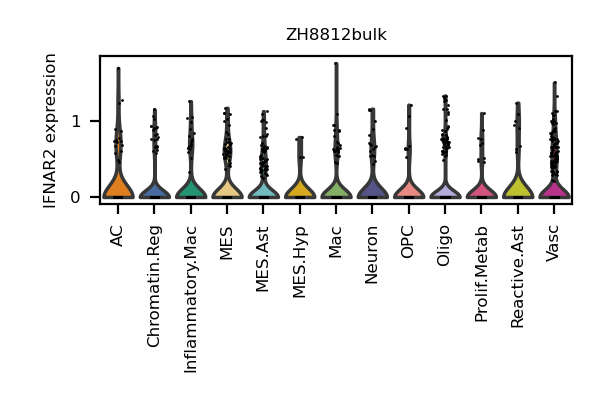 ZH8812bulk
IFNAR2 expression
1
0
AC
Chromatin.Reg
Inflammatory.Mac
MES
MES.Ast
MES.Hyp
Mac
Neuron
OPC
Oligo
Prolif.Metab
Reactive.Ast
Vasc